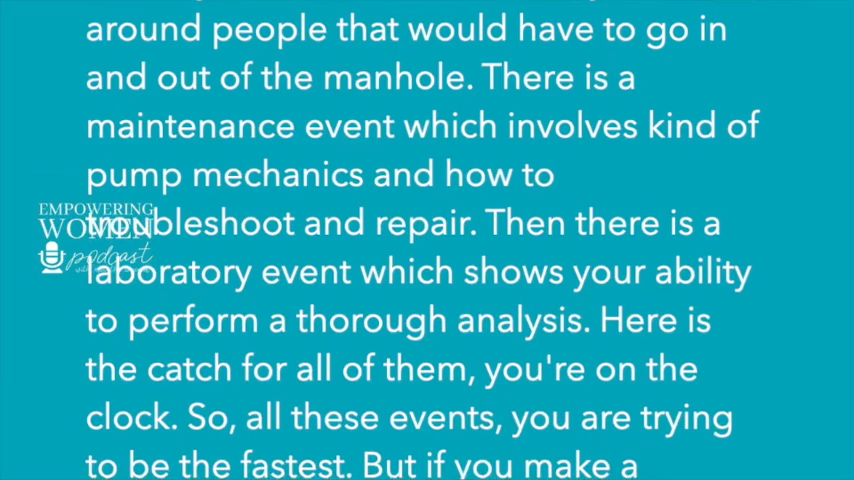 around people that would have to go in
and out of the manhole. There is a
maintenance event which involves kind of
pump mechanics and how to
troubleshoot and repair. Then there is a
laboratory event which shows your ability
to perform a thorough analysis. Here is
the catch for all of them, you're on the
clock. So, all these events, you are trying
to be the fastest. But if you make a
EMPOWERING
WOMEN
podcast